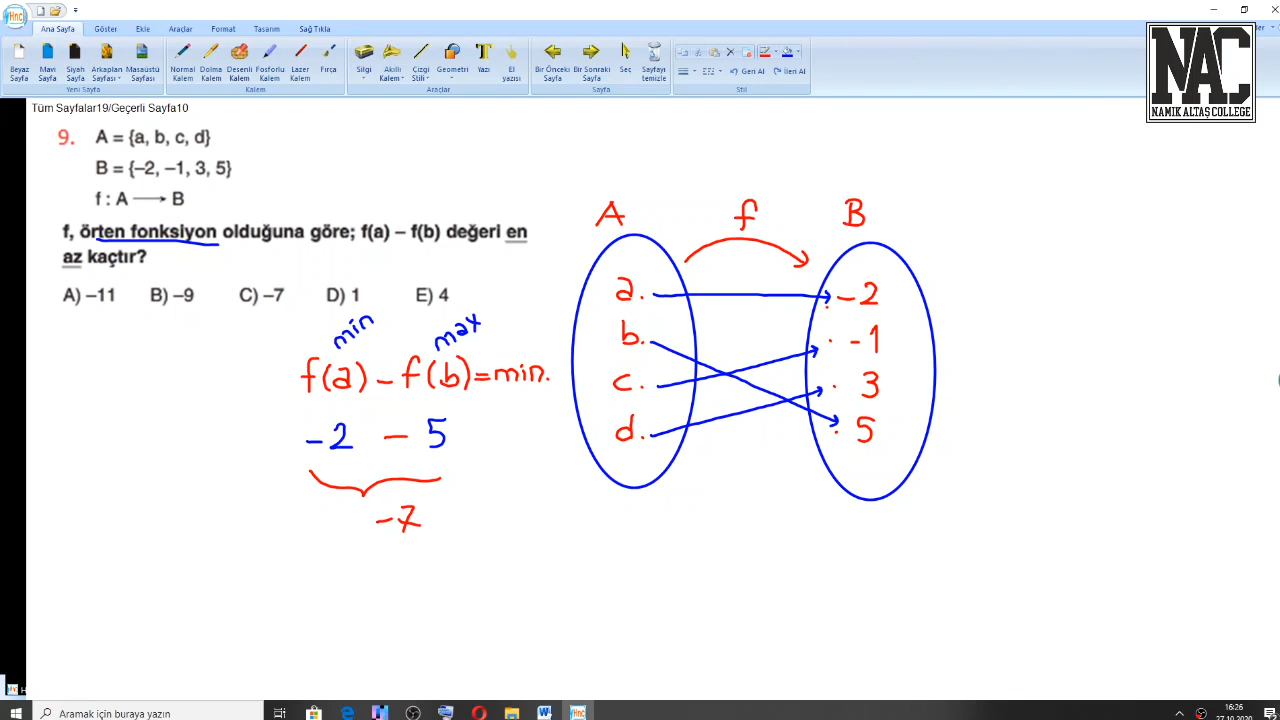 Ana Sayfa Göster Ekle Araçlar Format Tasarım Sağ Tıkla
Beyaz Sayfa Mavi Sayfa Siyah Sayfa Arkaplan Sayfası Masaüstü Sayfası Normal Kalem Dolma Kalem Desenli Kalem Fosforlu Kalem Lazer Kalem Fırça Silgi Akıllı Kalem Çizgi Stili Geometri Yazı El yazısı Bir Önceki Sayfa Bir Sonraki Sayfa Seç Sayfayı temizle Geri Al İleri Al
Yeni Sayfa Kalem Araçlar Sayfa Stil
NAC
NAMIK ALTAŞ COLLEGE
Tüm Sayfalar19/Geçerli Sayfa10
9. A = {a, b, c, d}
B = {–2, –1, 3, 5}
f : A → B
f, örten fonksiyon olduğuna göre; f(a) – f(b) değeri en
az kaçtır?
A) –11 B) –9 C) –7 D) 1 E) 4
min max
f(a) – f(b) = min.
-2 – 5
-7
A f B
a. . -2
b. . -1
c. . 3
d. . 5
Aramak için buraya yazın
16:26
27.10.2020